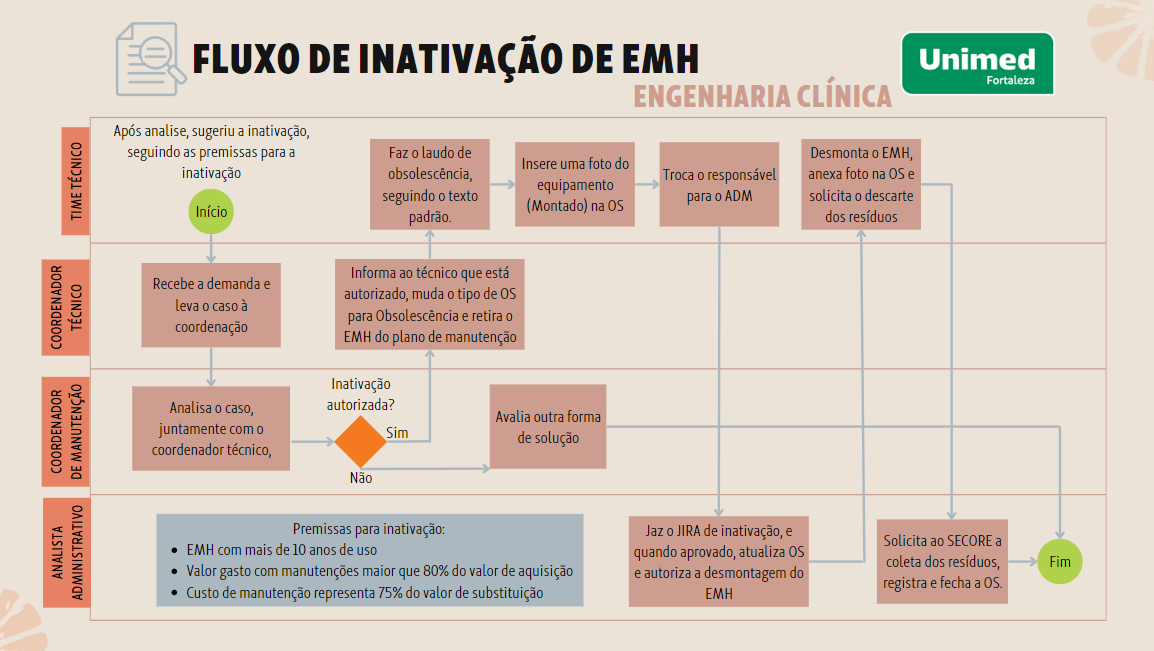 FLUXO DE INATIVAÇÃO DE EMH
ENGENHARIA CLÍNICA
Unimed
Fortaleza
TIME TÉCNICO
Após analise, sugeriu a inativação,
seguindo as premissas para a
inativação
Início
Faz o laudo de
obsolescência,
seguindo o texto
padrão.
Insere uma foto do
equipamento
(Montado) na OS
Troca o responsável
para o ADM
Desmonta o EMH,
anexa foto na OS e
solicita o descarte
dos resíduos
COORDENADOR
TÉCNICO
Recebe a demanda e
leva o caso à
coordenação
Informa ao técnico que está
autorizado, muda o tipo de OS
para Obsolescência e retira o
EMH do plano de manutenção
COORDENADOR
DE MANUTENÇÃO
Analisa o caso,
juntamente com o
coordenador técnico,
Inativação
autorizada?
Sim
Não
Avalia outra forma
de solução
ANALISTA
ADMINISTRATIVO
Premissas para inativação:
• EMH com mais de 10 anos de uso
• Valor gasto com manutenções maior que 80% do valor de aquisição
• Custo de manutenção representa 75% do valor de substituição
Jaz o JIRA de inativação, e
quando aprovado, atualiza OS
e autoriza a desmontagem do
EMH
Solicita ao SECORE a
coleta dos resíduos,
registra e fecha a OS.
Fim